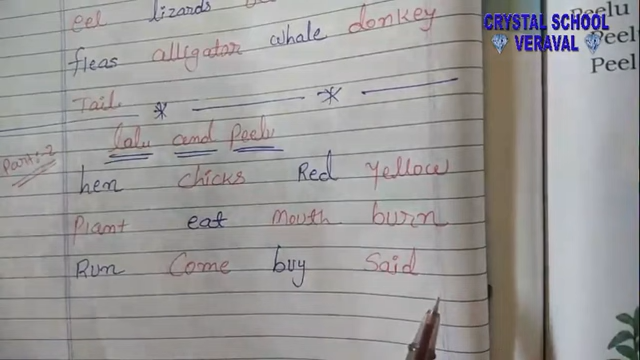 eel lizards
fleas alligator whale donkey
Tail
Part:-2
lalu and Peelu
hen chicks Red Yellow
Plant eat Mouth burn
Run Come buy Said
CRYSTAL SCHOOL
VERAVAL
Peelu
Peel
Peel